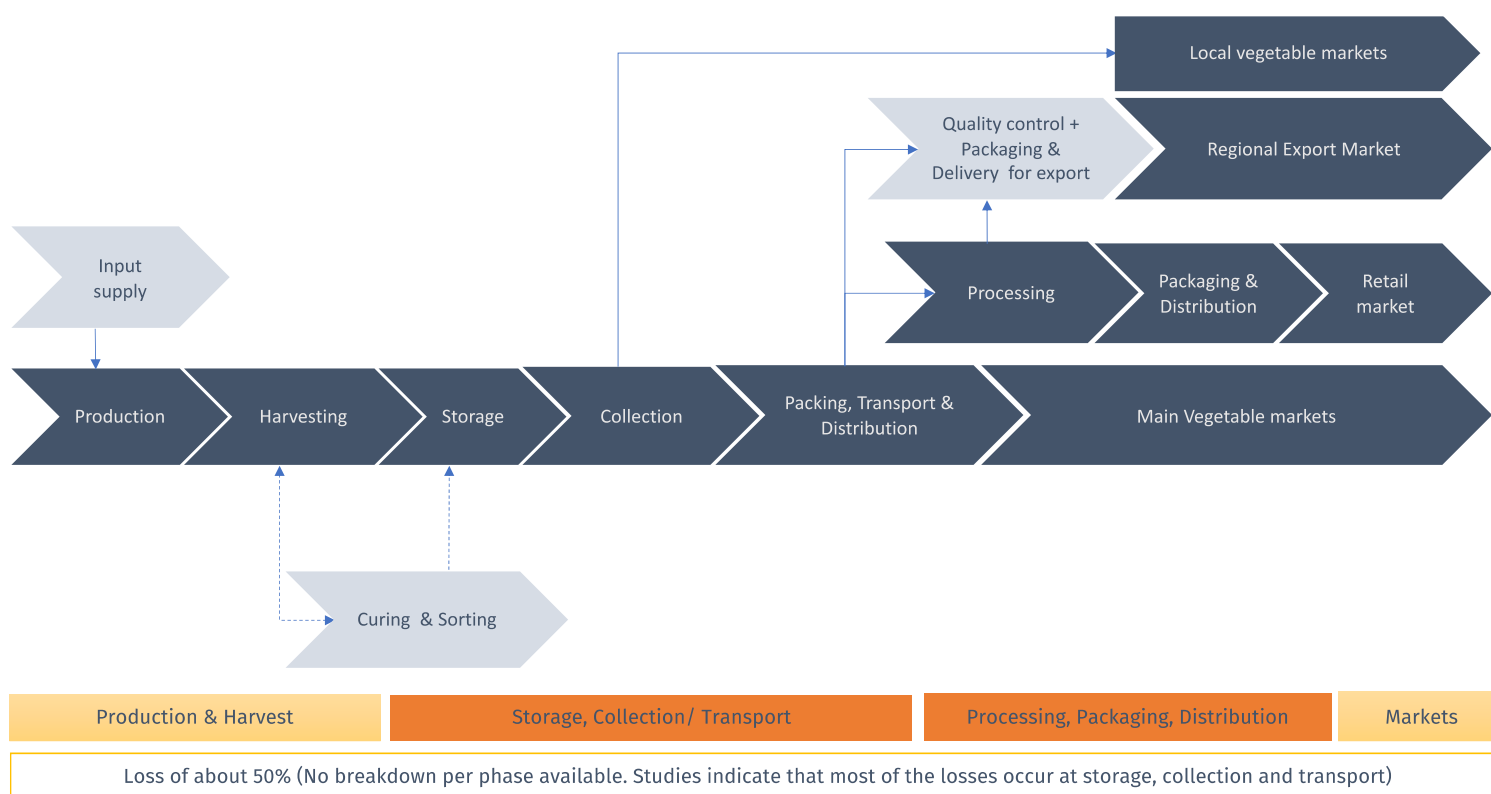 Local vegetable markets
Quality control +
Packaging &
Delivery for export
Regional Export Market
Input
supply
Processing
Packaging &
Distribution
Retail
market
Production
Harvesting
Storage
Collection
Packing, Transport &
Distribution
Main Vegetable markets
Curing & Sorting
Production & Harvest
Storage, Collection/ Transport
Processing, Packaging, Distribution
Markets
Loss of about 50% (No breakdown per phase available. Studies indicate that most of the losses occur at storage, collection and transport)